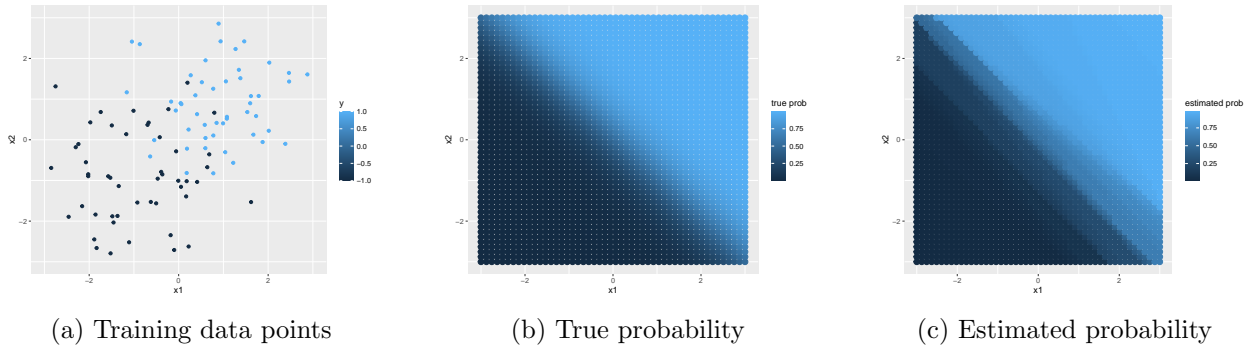 x2
2
0
−2
−2
0
2
x1
y
1.0
0.5
0.0
−0.5
−1.0
(a) Training data points
x2
2
0
−2
−2
0
2
x1
true prob
0.75
0.50
0.25
(b) True probability
x2
2
0
−2
−2
0
2
x1
estimated prob
0.75
0.50
0.25
(c) Estimated probability